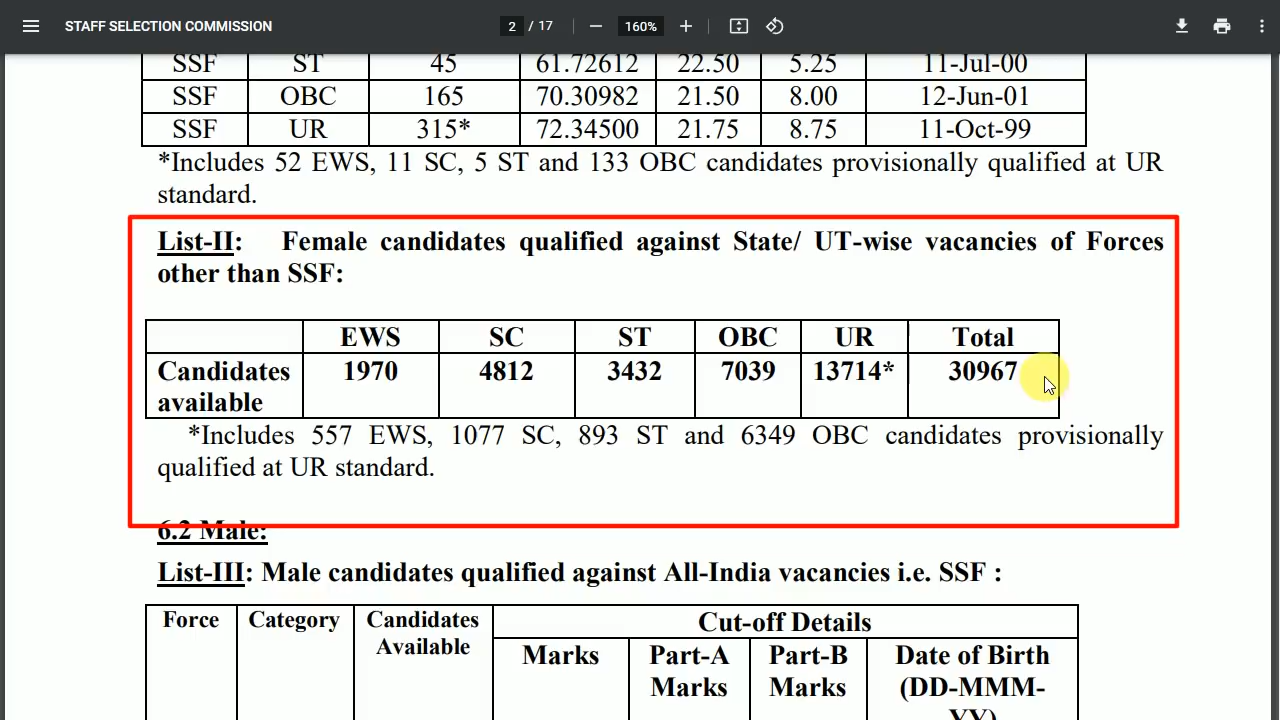 STAFF SELECTION COMMISSION 2 / 17 160%
SSF ST 45 61.72612 22.50 5.25 11-Jul-00
SSF OBC 165 70.30982 21.50 8.00 12-Jun-01
SSF UR 315* 72.34500 21.75 8.75 11-Oct-99
*Includes 52 EWS, 11 SC, 5 ST and 133 OBC candidates provisionally qualified at UR
standard.
List-II: Female candidates qualified against State/ UT-wise vacancies of Forces
other than SSF:
EWS SC ST OBC UR Total
Candidates 1970 4812 3432 7039 13714* 30967
available
*Includes 557 EWS, 1077 SC, 893 ST and 6349 OBC candidates provisionally
qualified at UR standard.
6.2 Male:
List-III: Male candidates qualified against All-India vacancies i.e. SSF :
Force Category Candidates Cut-off Details
Available Marks Part-A Part-B Date of Birth
Marks Marks (DD-MMM-
YY)